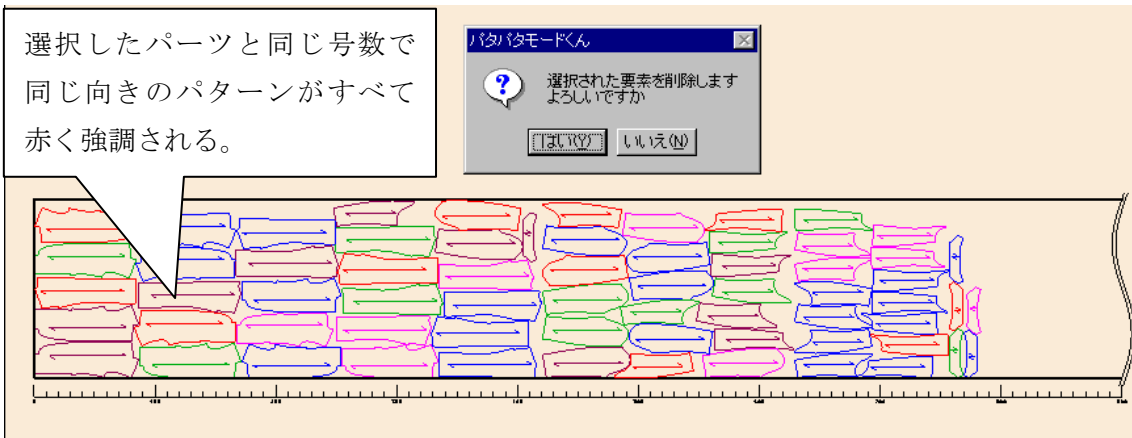 選択したパーツと同じ号数で
同じ向きのパターンがすべて
赤く強調される。
パタパタモードくん
選択された要素を削除します
よろしいですか
はい(Y) いいえ(N)